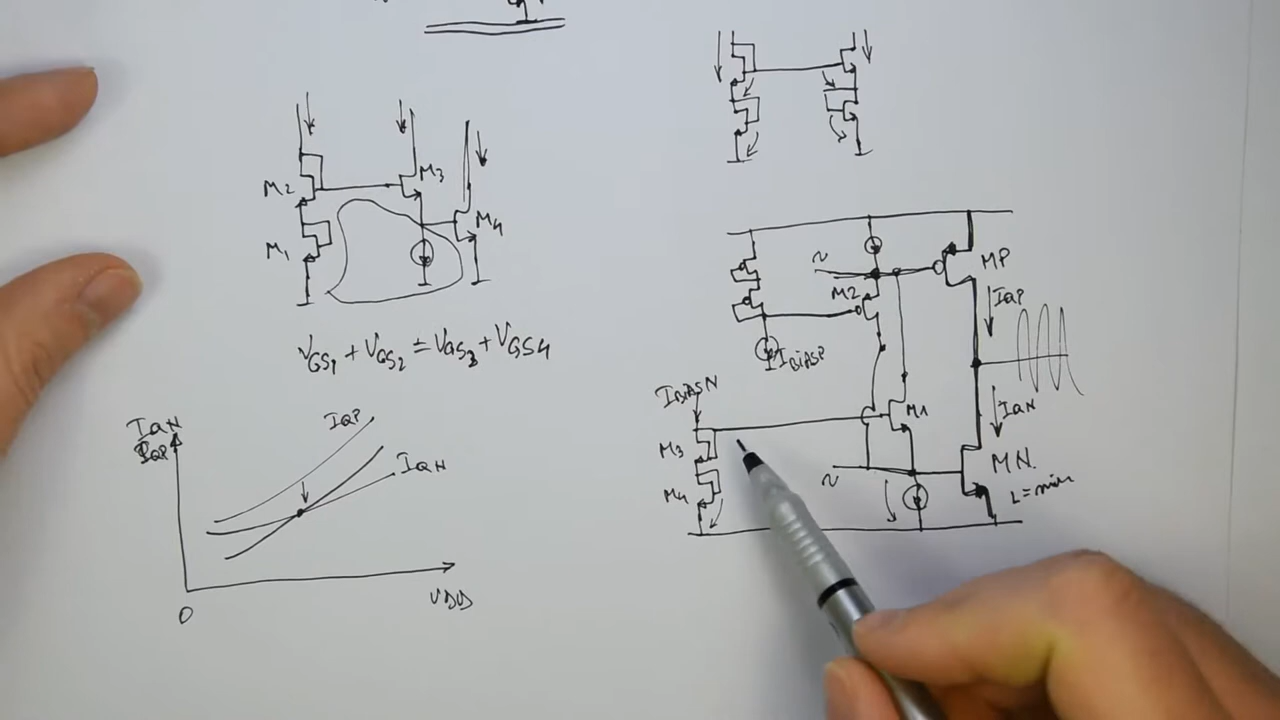 M2
M3
M1
M4
VGS1 + VGS2 = VGS3 + VGS4
IQN
IQP
IQP
IQN
0
VDD
~
MP
M2
IQP
IBIASP
IBIASN
M1
IQN
M3
M4
~
MN.
L=min